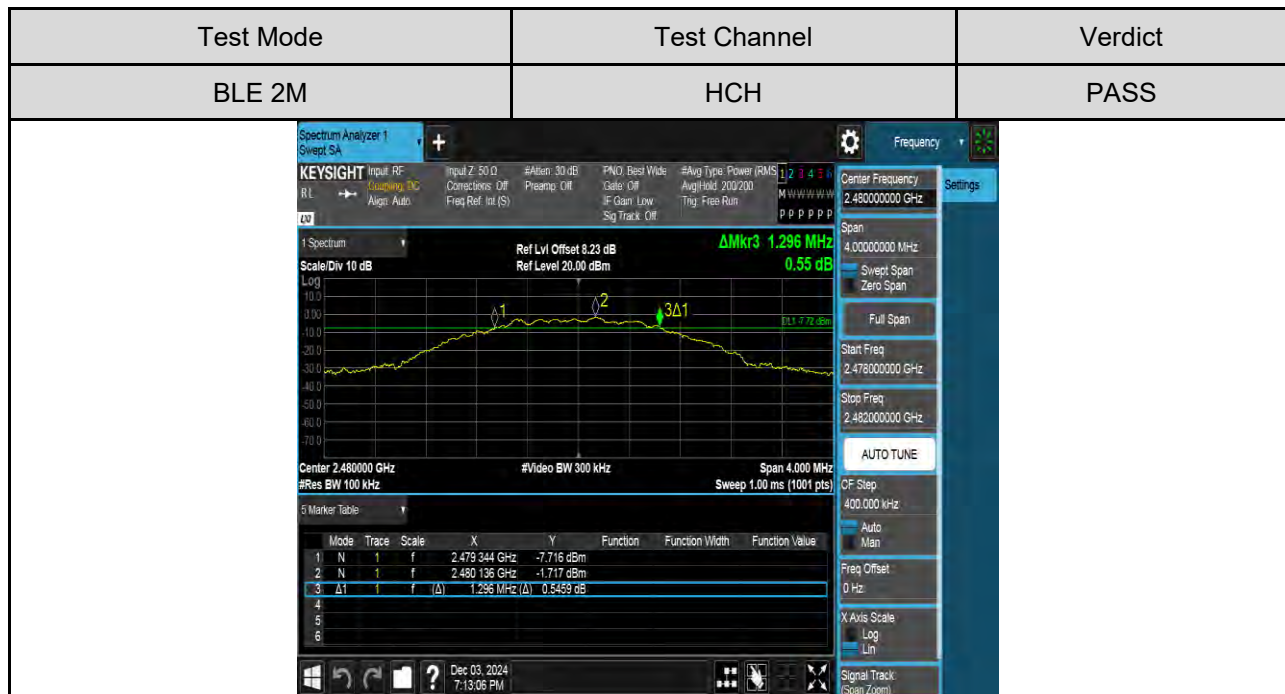 Test Mode Test Channel Verdict
BLE 2M HCH PASS
Spectrum Analyzer 1
Swept SA
+
Frequency
KEYSIGHT Input: RF Input Z: 50 Ω #Atten: 30 dB PNO: Best Wide #Avg Type: Power (RMS 1 2 3 4 5 6
RL Coupling: DC Corrections: Off Preamp: Off Gate: Off Avg|Hold: 200/200 M W W W W W
Align: Auto Freq Ref: Int (S) IF Gain: Low Trig: Free Run
LXI Sig Track: Off P P P P P P
Center Frequency
2.480000000 GHz
Settings
Span
4.00000000 MHz
Swept Span
Zero Span
Full Span
Start Freq
2.478000000 GHz
Stop Freq
2.482000000 GHz
AUTO TUNE
CF Step
400.000 kHz
Auto
Man
Freq Offset
0 Hz
X Axis Scale
Log
Lin
Signal Track
(Span Zoom)
1 Spectrum Ref Lvl Offset 8.23 dB ΔMkr3 1.296 MHz
Scale/Div 10 dB Ref Level 20.00 dBm 0.55 dB
Log
10.0
0.00
-10.0
-20.0
-30.0
-40.0
-50.0
-60.0
-70.0
1 2 3Δ1
DL1 -7.72 dBm
Center 2.480000 GHz #Video BW 300 kHz Span 4.000 MHz
#Res BW 100 kHz Sweep 1.00 ms (1001 pts)
5 Marker Table
Mode Trace Scale X Y Function Function Width Function Value
1 N 1 f 2.479 344 GHz -7.716 dBm
2 N 1 f 2.480 136 GHz -1.717 dBm
3 Δ1 1 f (Δ) 1.296 MHz (Δ) 0.5459 dB
4
5
6
? Dec 03, 2024
7:13:06 PM